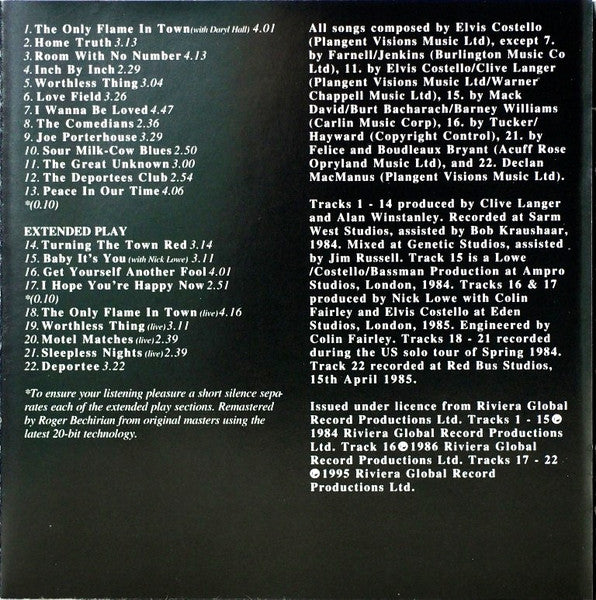 1. The Only Flame In Town (with Daryl Hall) 4.01
2. Home Truth 3.13
3. Room With No Number 4.13
4. Inch By Inch 2.29
5. Worthless Thing 3.04
6. Love Field 3.26
7. I Wanna Be Loved 4.47
8. The Comedians 2.36
9. Joe Porterhouse 3.29
10. Sour Milk-Cow Blues 2.50
11. The Great Unknown 3.00
12. The Deportees Club 2.54
13. Peace In Our Time 4.06
*(0.10)
EXTENDED PLAY
14. Turning The Town Red 3.14
15. Baby It's You (with Nick Lowe) 3.11
16. Get Yourself Another Fool 4.01
17. I Hope You're Happy Now 2.51
*(0.10)
18. The Only Flame In Town (live) 4.16
19. Worthless Thing (live) 3.11
20. Motel Matches (live) 2.39
21. Sleepless Nights (live) 2.39
22. Deportee 3.22
*To ensure your listening pleasure a short silence sepa-
rates each of the extended play sections. Remastered
by Roger Bechirian from original masters using the
latest 20-bit technology.
All songs composed by Elvis Costello
(Plangent Visions Music Ltd), except 7.
by Farnell/Jenkins (Burlington Music Co
Ltd), 11. by Elvis Costello/Clive Langer
(Plangent Visions Music Ltd/Warner
Chappell Music Ltd), 15. by Mack
David/Burt Bacharach/Barney Williams
(Carlin Music Corp), 16. by Tucker/
Hayward (Copyright Control), 21. by
Felice and Boudleaux Bryant (Acuff Rose
Opryland Music Ltd), and 22. Declan
MacManus (Plangent Visions Music Ltd).
Tracks 1 - 14 produced by Clive Langer
and Alan Winstanley. Recorded at Sarm
West Studios, assisted by Bob Kraushaar,
1984. Mixed at Genetic Studios, assisted
by Jim Russell. Track 15 is a Lowe
/Costello/Bassman Production at Ampro
Studios, London, 1984. Tracks 16 & 17
produced by Nick Lowe with Colin
Fairley and Elvis Costello at Eden
Studios, London, 1985. Engineered by
Colin Fairley. Tracks 18 - 21 recorded
during the US solo tour of Spring 1984.
Track 22 recorded at Red Bus Studios,
15th April 1985.
Issued under licence from Riviera Global
Record Productions Ltd. Tracks 1 - 15℗
1984 Riviera Global Record Productions
Ltd. Track 16℗1986 Riviera Global
Record Productions Ltd. Tracks 17 - 22
℗1995 Riviera Global Record
Productions Ltd.